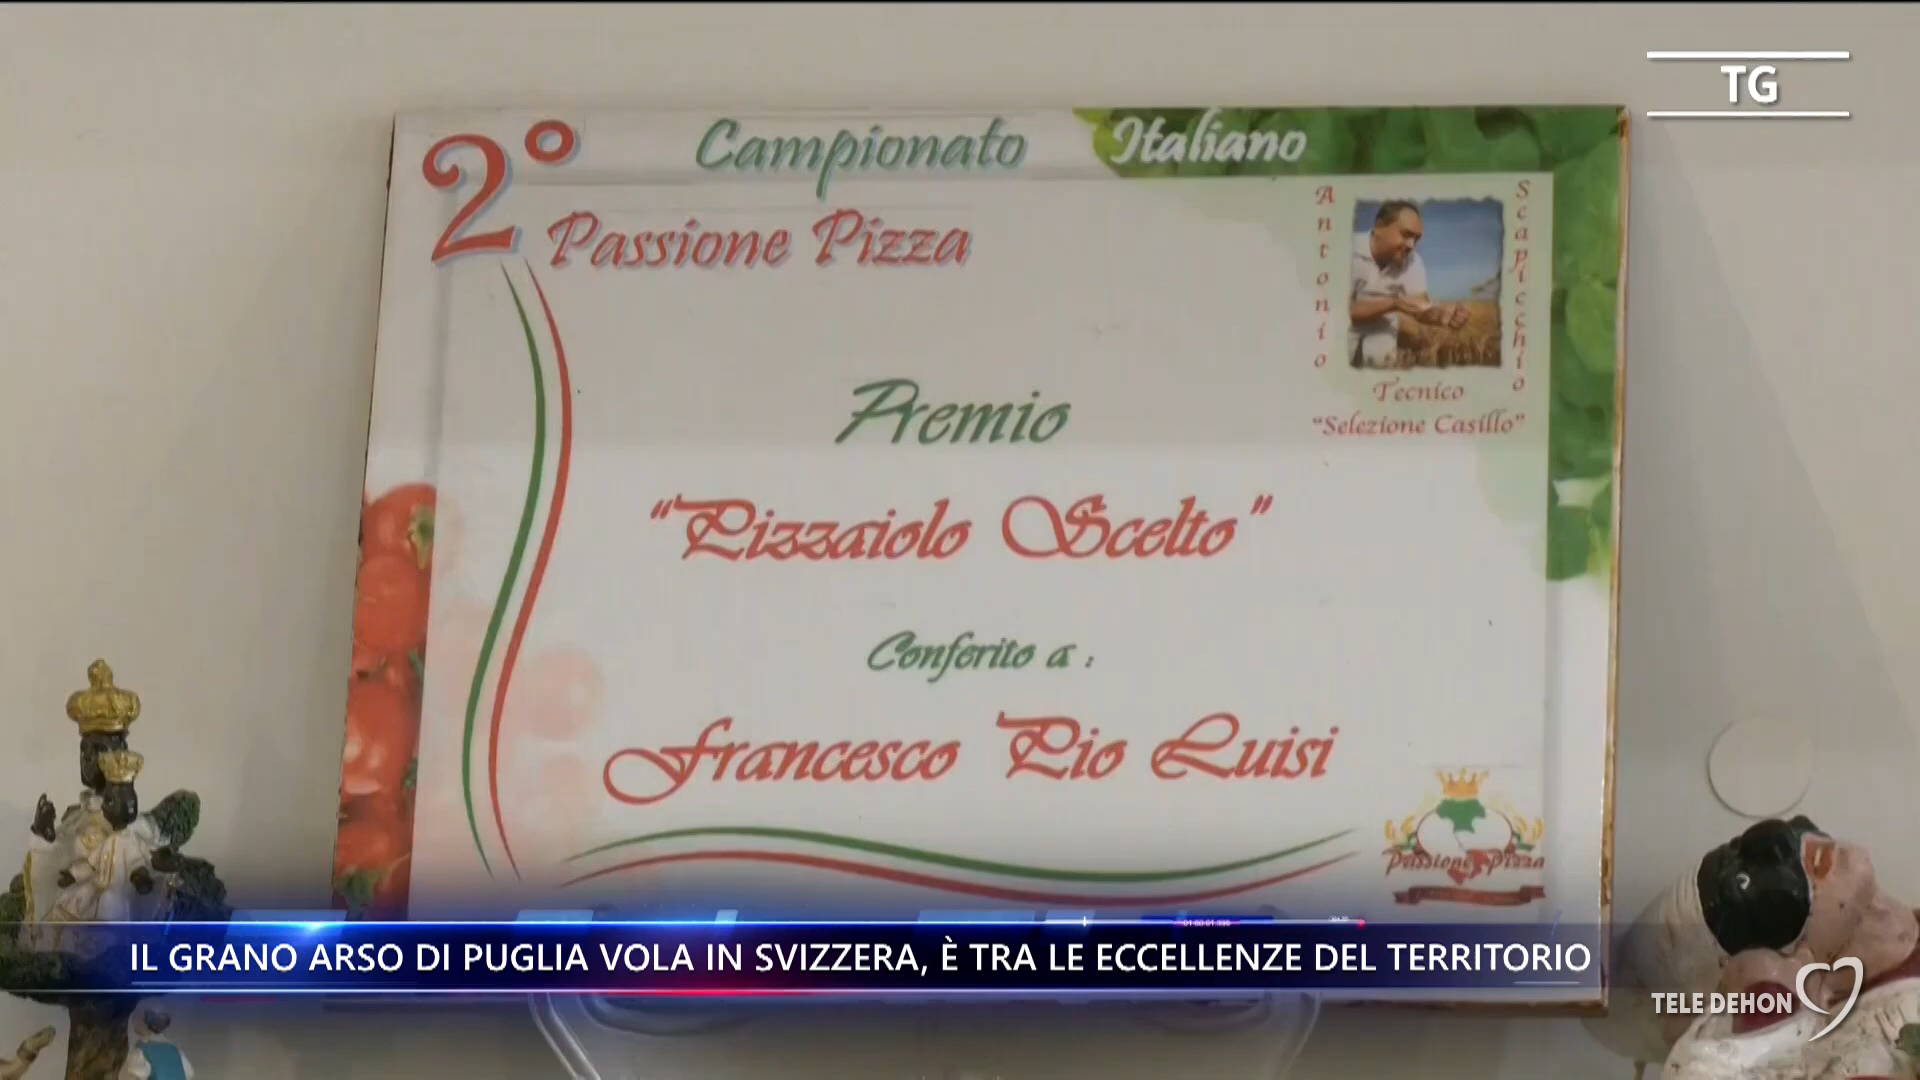 TG
2° Campionato Italiano
Passione Pizza
Antonio
Scapicchio
Tecnico
"Selezione Casillo"
Premio
"Pizzaiolo Scelto"
Conferito a :
Francesco Pio Luisi
Passione Pizza
IL GRANO ARSO DI PUGLIA VOLA IN SVIZZERA, È TRA LE ECCELLENZE DEL TERRITORIO
TELE DEHON